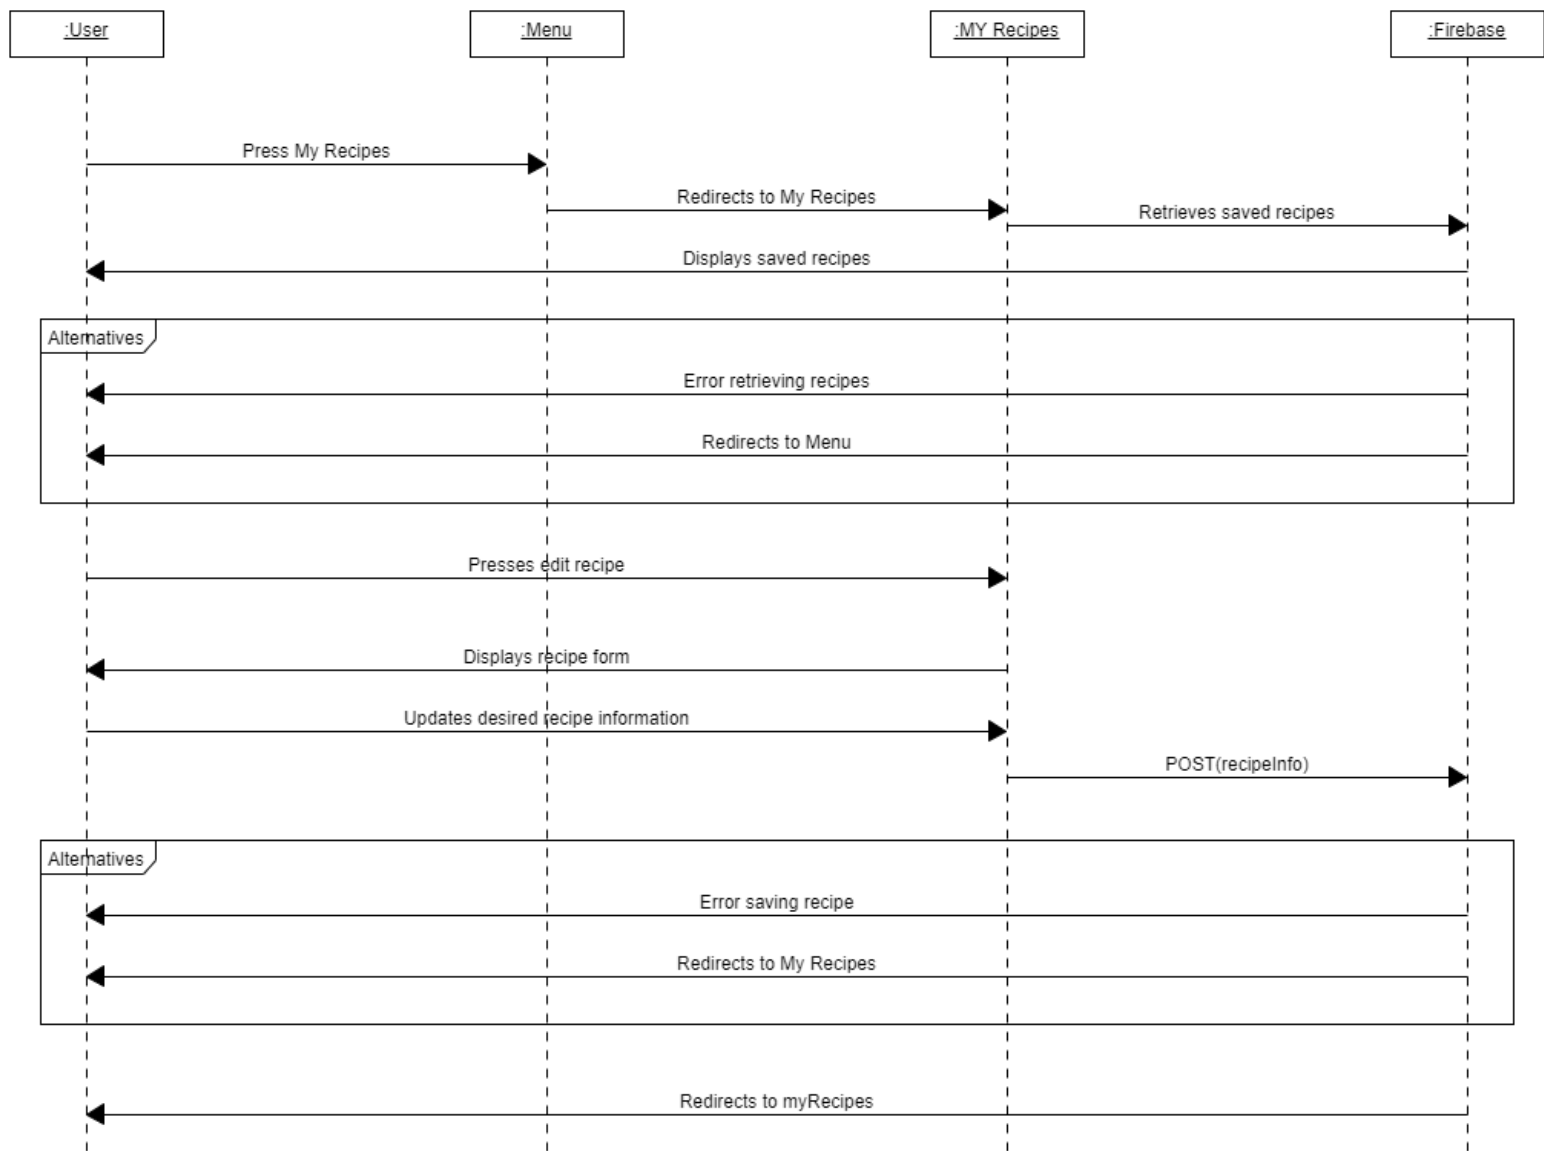 :User
:Menu
:MY Recipes
:Firebase
Press My Recipes
Redirects to My Recipes
Retrieves saved recipes
Displays saved recipes
Alternatives
Error retrieving recipes
Redirects to Menu
Presses edit recipe
Displays recipe form
Updates desired recipe information
POST(recipeInfo)
Alternatives
Error saving recipe
Redirects to My Recipes
Redirects to myRecipes